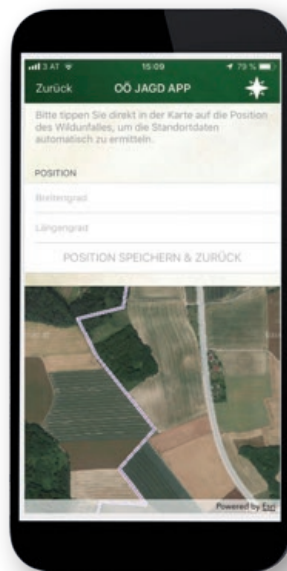 3 AT 15:09 79 %
Zurück OÖ JAGD APP
Bitte tippen Sie direkt in der Karte auf die Position
des Wildunfalles, um die Standortdaten
automatisch zu ermitteln.
POSITION
Breitengrad
Längengrad
POSITION SPEICHERN & ZURÜCK
Powered by Esri